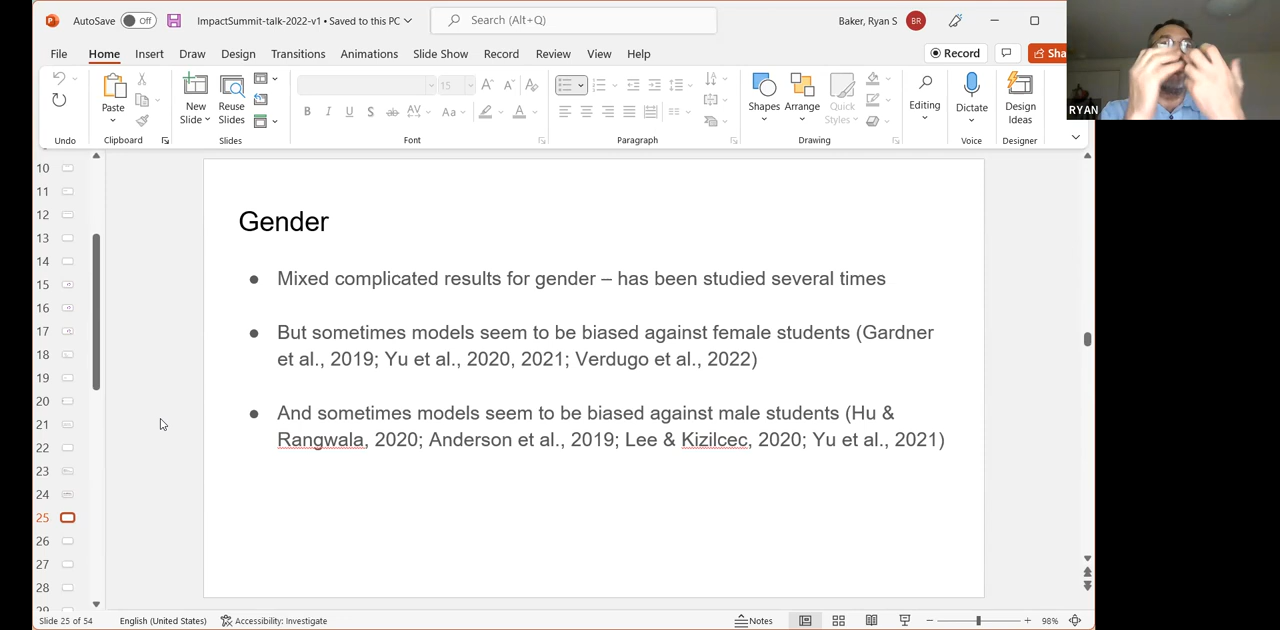 AutoSave Off ImpactSummit-talk-2022-v1 • Saved to this PC Search (Alt+Q) Baker, Ryan S BR
File Home Insert Draw Design Transitions Animations Slide Show Record Review View Help Record Sha
Paste New Slide Reuse Slides 15 Aa Shapes Arrange Quick Styles Editing Dictate Design Ideas
RYAN
Undo Clipboard Slides Font Paragraph Drawing Voice Designer
10
11
12
13
14
15
16
17
18
19
20
21
22
23
24
25
26
27
28
29
Gender
● Mixed complicated results for gender – has been studied several times
● But sometimes models seem to be biased against female students (Gardner
et al., 2019; Yu et al., 2020, 2021; Verdugo et al., 2022)
● And sometimes models seem to be biased against male students (Hu &
Rangwala, 2020; Anderson et al., 2019; Lee & Kizilcec, 2020; Yu et al., 2021)
Slide 25 of 54 English (United States) Accessibility: Investigate Notes 98%